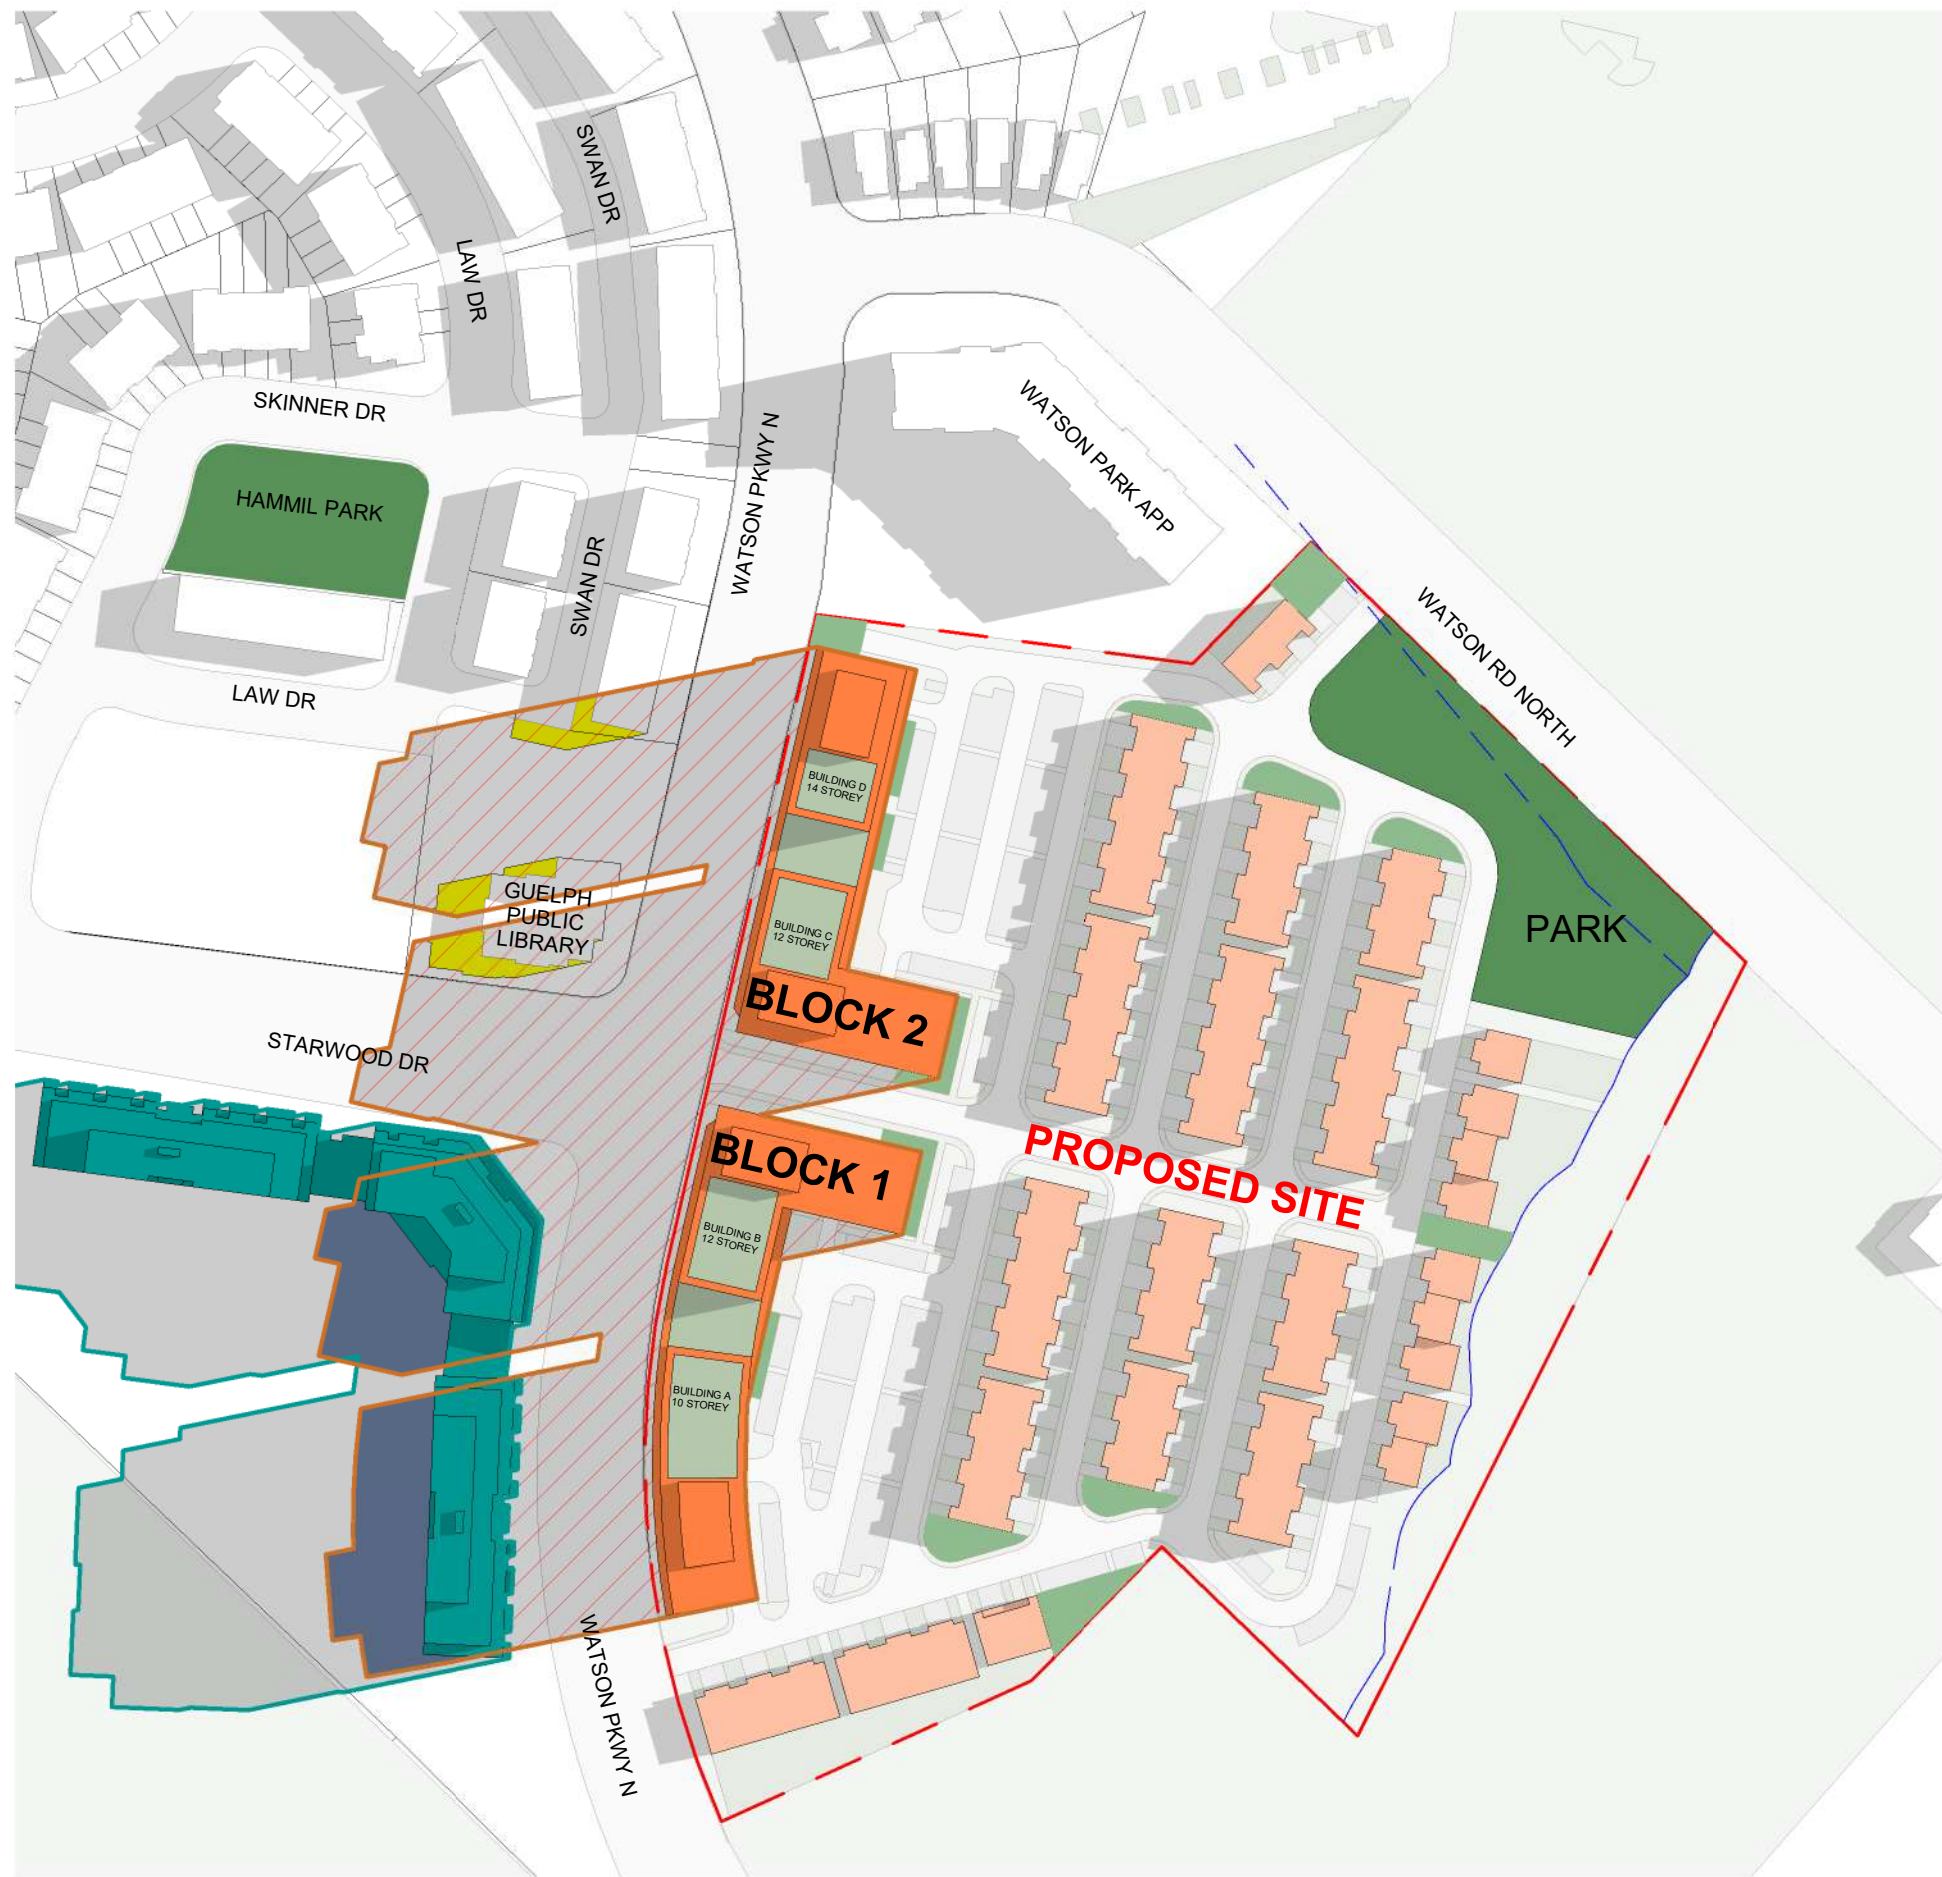 SWAN DR
LAW DR
SKINNER DR
WATSON PARK APP
WATSON PKWY N
HAMMIL PARK
SWAN DR
WATSON RD NORTH
LAW DR
BUILDING D
14 STOREY
GUELPH
PUBLIC
LIBRARY
BUILDING C
12 STOREY
PARK
BLOCK 2
STARWOOD DR
BLOCK 1
PROPOSED SITE
BUILDING B
12 STOREY
BUILDING A
10 STOREY
WATSON PKWY N